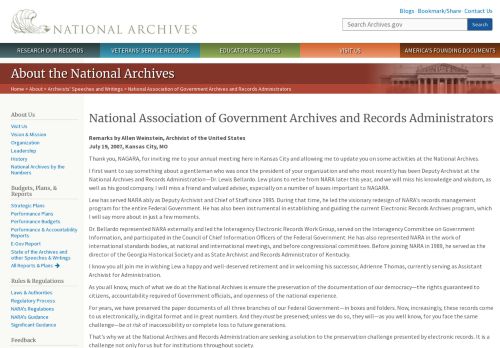 NATIONAL ARCHIVES
Blogs · Bookmark/Share · Contact Us
Search Archives.gov
Search
RESEARCH OUR RECORDS
VETERANS' SERVICE RECORDS
EDUCATOR RESOURCES
VISIT US
AMERICA'S FOUNDING DOCUMENTS
About the National Archives
Home > About > Archivists' Speeches and Writings > National Association of Government Archives and Records Administrators
About Us
Visit Us
Vision & Mission
Organization
Leadership
History
National Archives by the
Numbers
Budgets, Plans, &
Reports
Strategic Plans
Performance Plans
Performance Budgets
Performance & Accountability
Reports
E-Gov Report
State of the Archives and
other Speeches & Writings
All Reports & Plans
Rules & Regulations
Laws & Authorities
Regulatory Process
NARA's Regulations
NARA's Guidance
Significant Guidance
Feedback
National Association of Government Archives and Records Administrators
Remarks by Allen Weinstein, Archivist of the United States
July 19, 2007, Kansas City, MO
Thank you, NAGARA, for inviting me to your annual meeting here in Kansas City and allowing me to update you on some activities at the National Archives.
I first want to say something about a gentleman who was once the president of your organization and who most recently has been Deputy Archivist at the
National Archives and Records Administration—Dr. Lewis Bellardo. Lew plans to retire from NARA later this year, and we will miss his knowledge and wisdom, as
well as his good company. I will miss a friend and valued adviser, especially on a number of issues important to NAGARA.
Lew has served NARA ably as Deputy Archivist and Chief of Staff since 1995. During that time, he led the visionary redesign of NARA's records management
program for the entire Federal Government. He has also been instrumental in establishing and guiding the current Electronic Records Archives program, which
I will say more about in just a few moments.
Dr. Bellardo represented NARA externally and led the Interagency Electronic Records Work Group, served on the Interagency Committee on Government
Information, and participated in the Council of Chief Information Officers of the Federal Government. He has also represented NARA in the work of
international standards bodies, at national and international meetings, and before congressional committees. Before joining NARA in 1989, he served as the
director of the Georgia Historical Society and as State Archivist and Records Administrator of Kentucky.
I know you all join me in wishing Lew a happy and well-deserved retirement and in welcoming his successor, Adrienne Thomas, currently serving as Assistant
Archivist for Administration.
As you all know, much of what we do at the National Archives is ensure the preservation of the documentation of our democracy—the rights guaranteed to
citizens, accountability required of Government officials, and openness of the national experience.
For years, we have preserved the paper documents of all three branches of our Federal Government—in boxes and folders. Now, increasingly, these records
come to us electronically, in digital format and in great numbers. And they must be preserved; unless we do so, they will—as you well know, for you face the same
challenge—be at risk of inaccessibility or complete loss to future generations.
That's why we at the National Archives and Records Administration are seeking a solution to the preservation challenge presented by electronic records. It is a
challenge not only for us but for institutions throughout society.